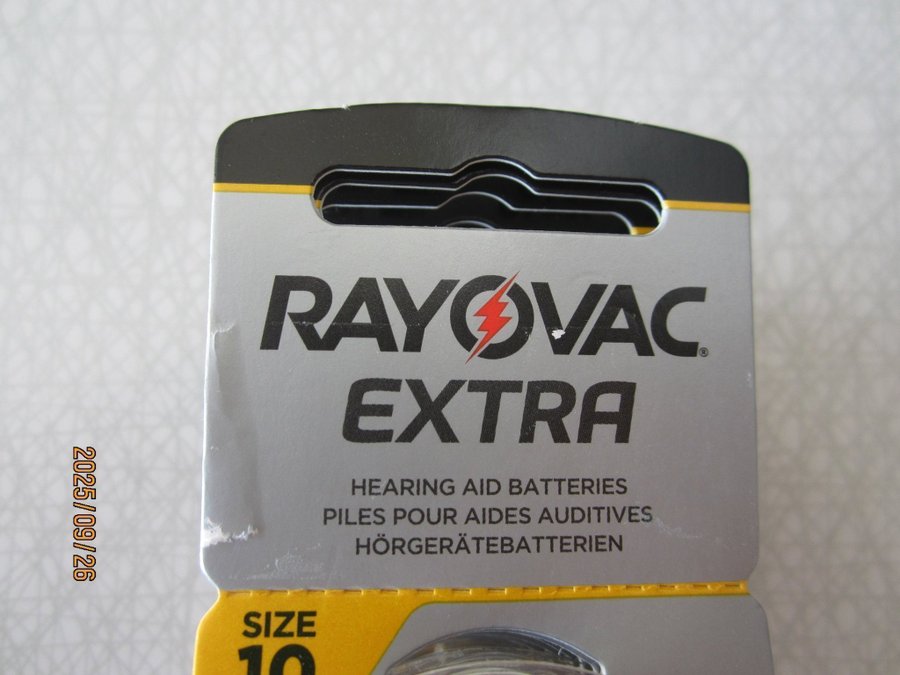 RAYOVAC®
EXTRA
HEARING AID BATTERIES
PILES POUR AIDES AUDITIVES
HÖRGERÄTEBATTERIEN
SIZE
10
2025/09/26